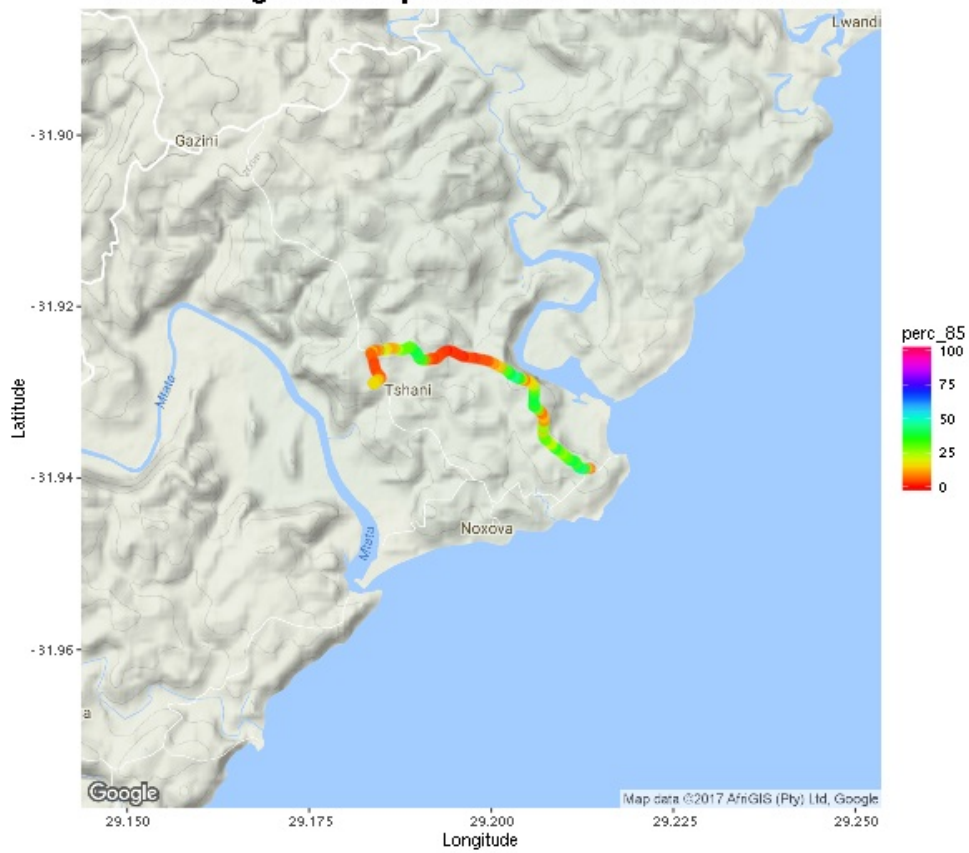 Lwandi
-31.90
Gazini
-31.92
perc_85
100
75
50
25
0
Tshani
Mtata
Latitude
-31.94
Noxova
Mtata
-31.96
a
Google
Map data ©2017 AfriGIS (Pty) Ltd, Google
29.150
29.175
29.200
29.225
29.250
Longitude